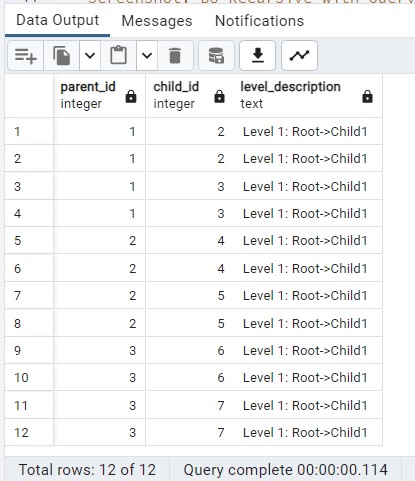 Data Output Messages Notifications
parent_id child_id level_description
integer integer text
1 1 2 Level 1: Root->Child1
2 1 2 Level 1: Root->Child1
3 1 3 Level 1: Root->Child1
4 1 3 Level 1: Root->Child1
5 2 4 Level 1: Root->Child1
6 2 4 Level 1: Root->Child1
7 2 5 Level 1: Root->Child1
8 2 5 Level 1: Root->Child1
9 3 6 Level 1: Root->Child1
10 3 6 Level 1: Root->Child1
11 3 7 Level 1: Root->Child1
12 3 7 Level 1: Root->Child1
Total rows: 12 of 12 Query complete 00:00:00.114